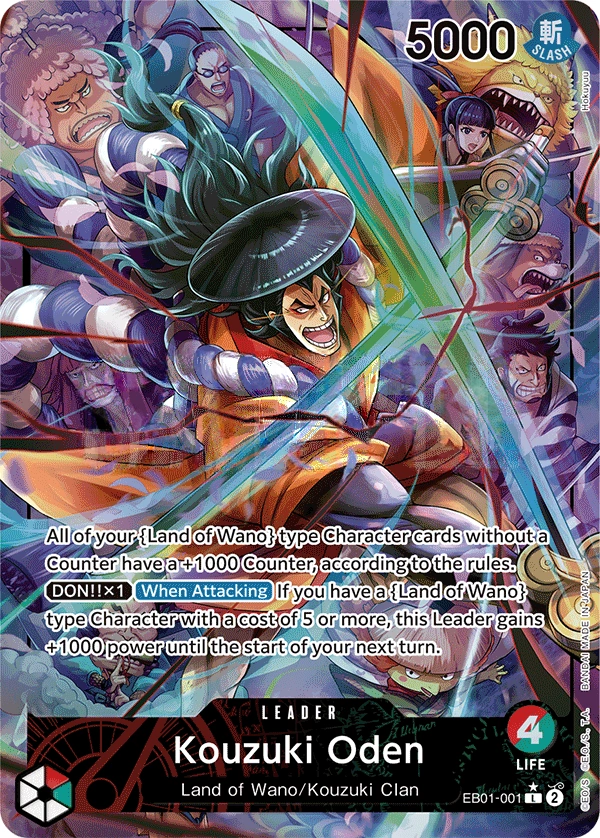 5000
斬
SLASH
Hokuyuu
All of your {Land of Wano} type Character cards without a
Counter have a +1000 Counter, according to the rules.
DON!!×1 When Attacking If you have a {Land of Wano}
type Character with a cost of 5 or more, this Leader gains
+1000 power until the start of your next turn.
LEADER
Kouzuki Oden
Land of Wano/Kouzuki Clan
4
LIFE
EB01-001 L 2
©ED/S ©E.O./S, T.A. BANDAI MADE IN JAPAN